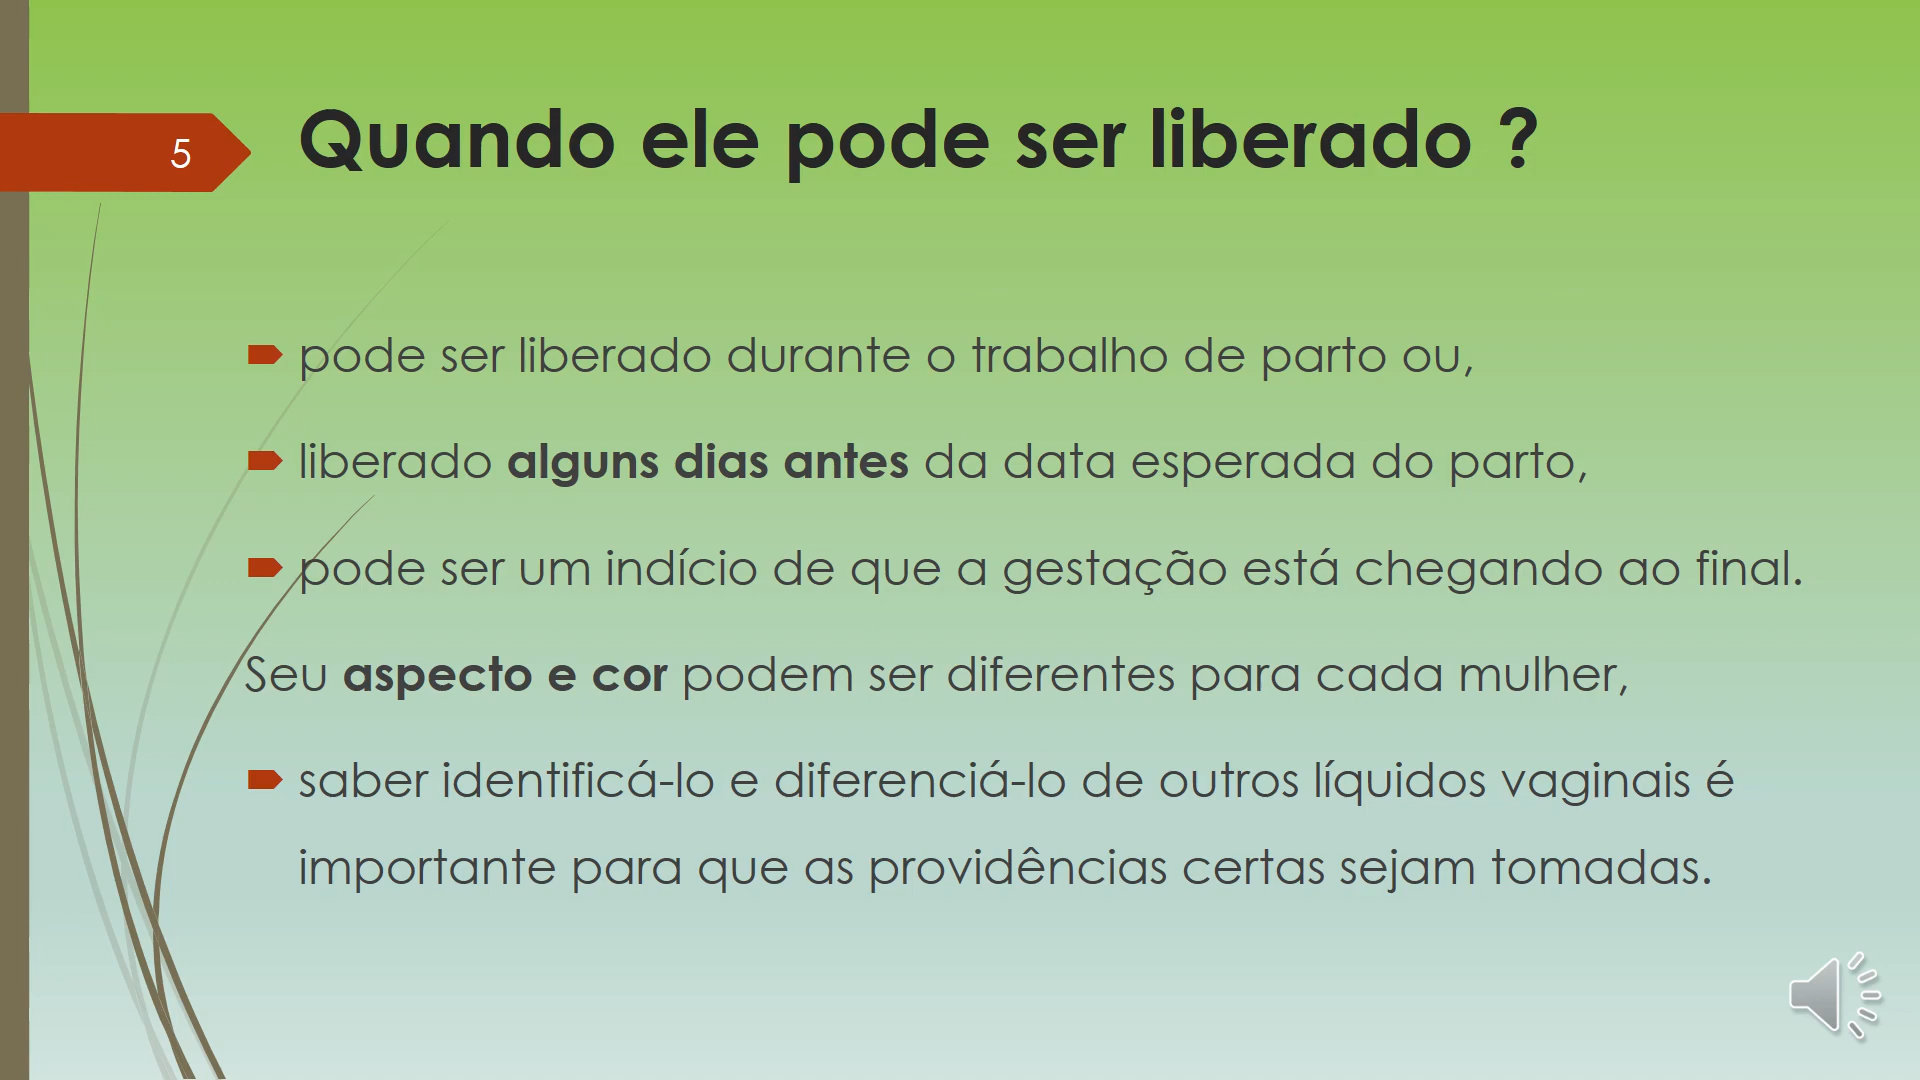 5
Quando ele pode ser liberado ?
pode ser liberado durante o trabalho de parto ou,
liberado alguns dias antes da data esperada do parto,
pode ser um indício de que a gestação está chegando ao final.
Seu aspecto e cor podem ser diferentes para cada mulher,
saber identificá-lo e diferenciá-lo de outros líquidos vaginais é
importante para que as providências certas sejam tomadas.